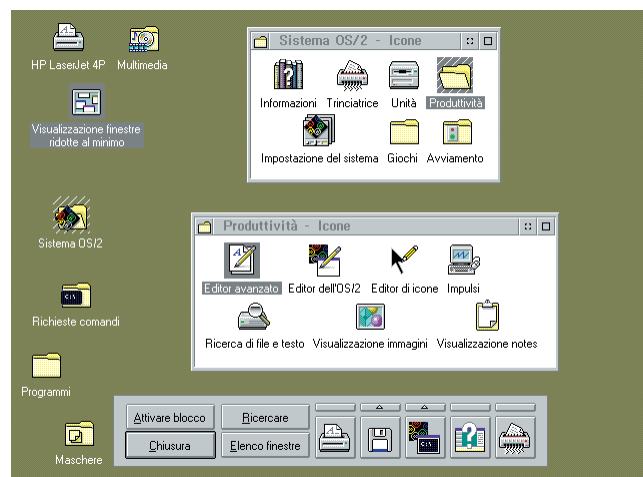 HP LaserJet 4P
Multimedia
Visualizzazione finestre
ridotte al minimo
Sistema OS/2
Richieste comandi
Programmi
Maschere
Sistema OS/2 - Icone
Informazioni Trinciatrice Unità Produttività
Impostazione del sistema Giochi Avviamento
Produttività - Icone
Editor avanzato Editor dell'OS/2 Editor di icone Impulsi
Ricerca di file e testo Visualizzazione immagini Visualizzazione notes
Attivare blocco Ricercare
Chiusura Elenco finestre